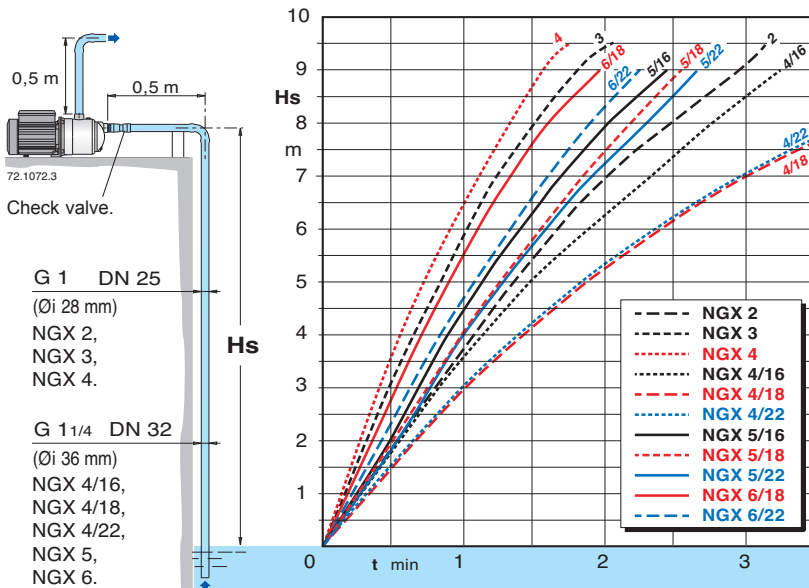 0,5 m
0,5 m
72.1072.3
Check valve.
G 1 DN 25
(Øi 28 mm)
NGX 2,
NGX 3,
NGX 4.
G 1 1/4 DN 32
(Øi 36 mm)
NGX 4/16,
NGX 4/18,
NGX 4/22,
NGX 5,
NGX 6.
Hs
10
9
Hs
8
m
7
6
5
4
3
2
1
0
t min
1
2
3
4
3
6/18
6/22
5/16
5/18
5/22
2
4/16
4/22
4/18
NGX 2
NGX 3
NGX 4
NGX 4/16
NGX 4/18
NGX 4/22
NGX 5/16
NGX 5/18
NGX 5/22
NGX 6/18
NGX 6/22